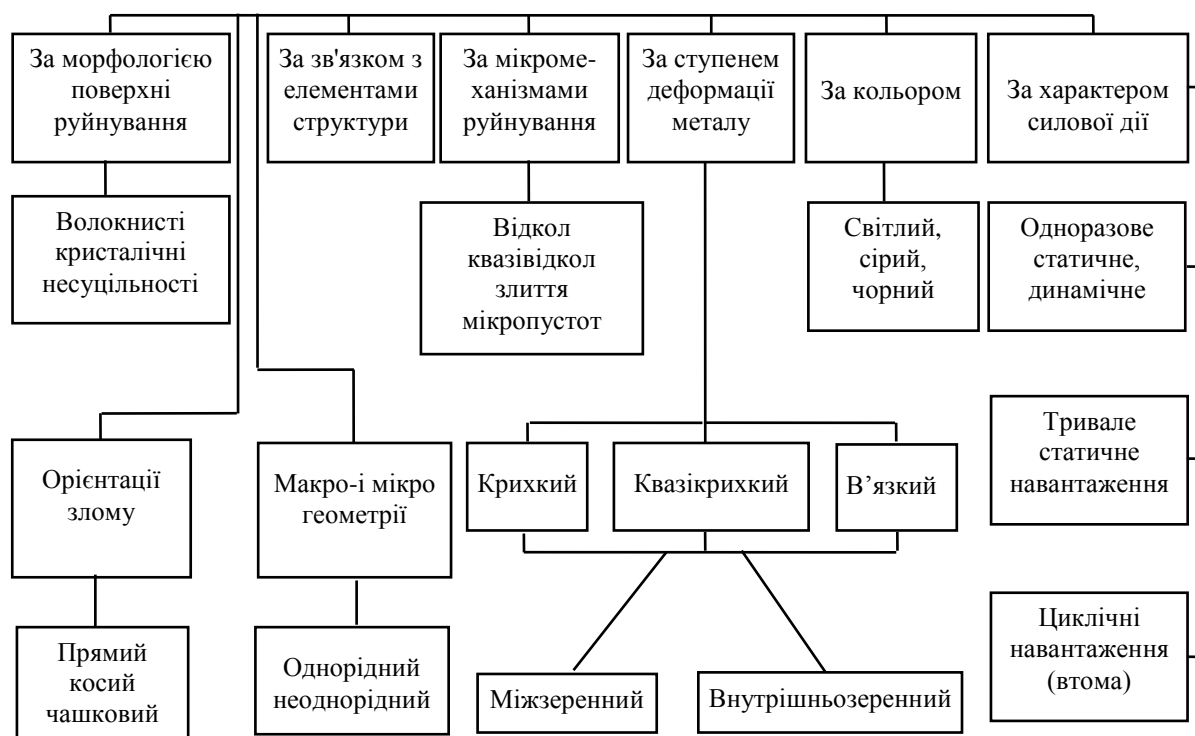 За морфологією
поверхні
руйнування
За зв'язком з
елементами
структури
За мікроме-
ханізмами
руйнування
За ступенем
деформації
металу
За кольором
За характером
силової дії
Волокнисті
кристалічні
несуцільності
Відкол
квазівідкол
злиття
мікропустот
Світлий,
сірий,
чорний
Одноразове
статичне,
динамічне
Орієнтації
злому
Макро-і мікро
геометрії
Крихкий
Квазікрихкий
В’язкий
Тривале
статичне
навантаження
Прямий
косий
чашковий
Однорідний
неоднорідний
Міжзеренний
Внутрішньозеренний
Циклічні
навантаження
(втома)